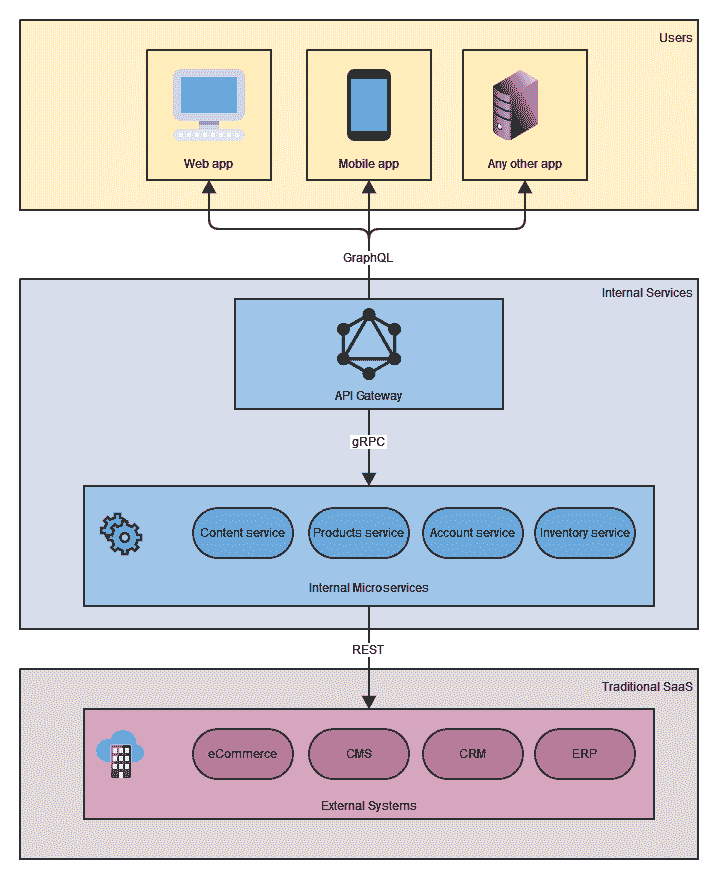 Users
Web app
Mobile app
Any other app
GraphQL
Internal Services
API Gateway
gRPC
Content service
Products service
Account service
Inventory service
Internal Microservices
REST
Traditional SaaS
eCommerce
CMS
CRM
ERP
External Systems